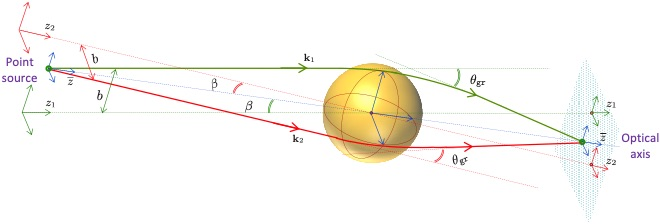 z₂
Point
source
z̄
b
b
z₁
β
β
k₁
k₂
θgr
θgr
z₁
z̄
z₂
Optical
axis